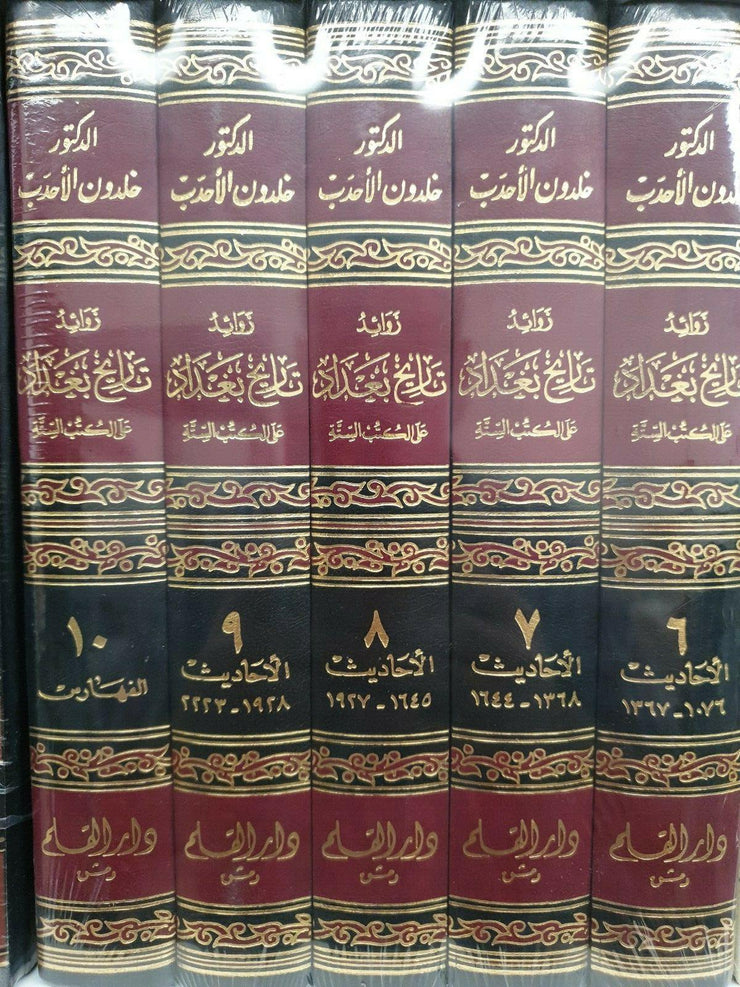 الدكتور
خلدون الأحدب
زوائد
تاريخ بغداد
على الكتب الستة
٦
الأحاديث
١٠٧٦ - ١٣٦٧
دار القلم
دمشق
الدكتور
خلدون الأحدب
زوائد
تاريخ بغداد
على الكتب الستة
٧
الأحاديث
١٣٦٨ - ١٦٤٤
دار القلم
دمشق
الدكتور
خلدون الأحدب
زوائد
تاريخ بغداد
على الكتب الستة
٨
الأحاديث
١٦٤٥ - ١٩٢٧
دار القلم
دمشق
الدكتور
خلدون الأحدب
زوائد
تاريخ بغداد
على الكتب الستة
٩
الأحاديث
١٩٢٨ - ٢٢٢٣
دار القلم
دمشق
الدكتور
خلدون الأحدب
زوائد
تاريخ بغداد
على الكتب الستة
١٠
الفهارس
دار القلم
دمشق